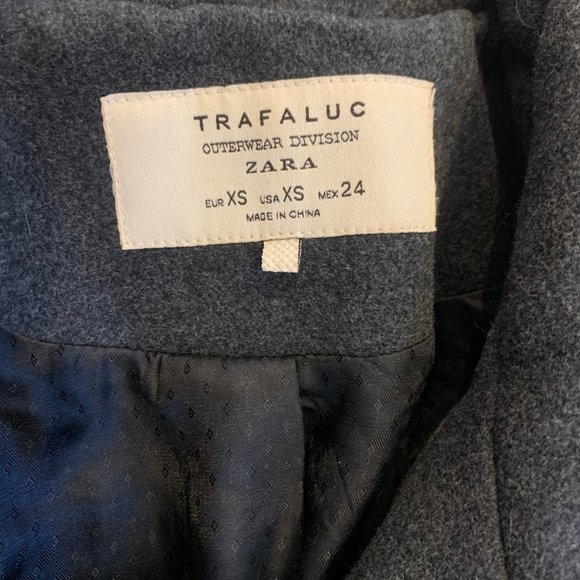 TRAFALUC
OUTERWEAR DIVISION
ZARA
EUR XS USA XS MEX 24
MADE IN CHINA